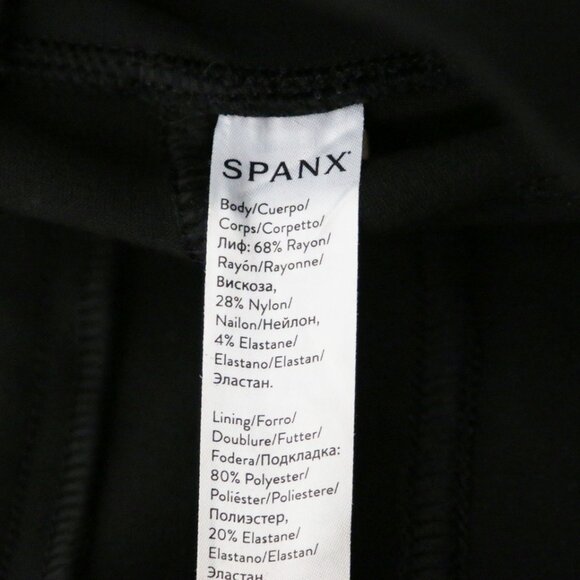 SPANX
Body/Cuerpo/
Corps/Corpetto/
Лиф: 68% Rayon/
Rayón/Rayonne/
Вискоза,
28% Nylon/
Nailon/Нейлон,
4% Elastane/
Elastano/Elastan/
Эластан.
Lining/Forro/
Doublure/Futter/
Fodera/Подкладка:
80% Polyester/
Poliéster/Poliestere/
Полиэстер,
20% Elastane/
Elastano/Elastan/
Эластан